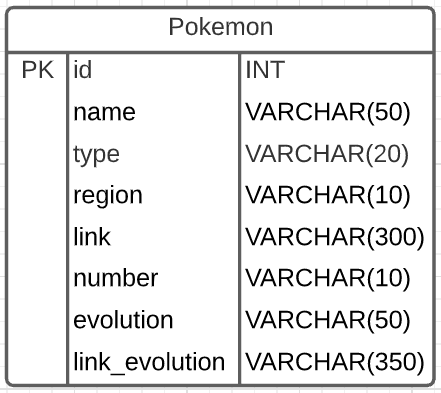 Pokemon
PK id INT
name VARCHAR(50)
type VARCHAR(20)
region VARCHAR(10)
link VARCHAR(300)
number VARCHAR(10)
evolution VARCHAR(50)
link_evolution VARCHAR(350)